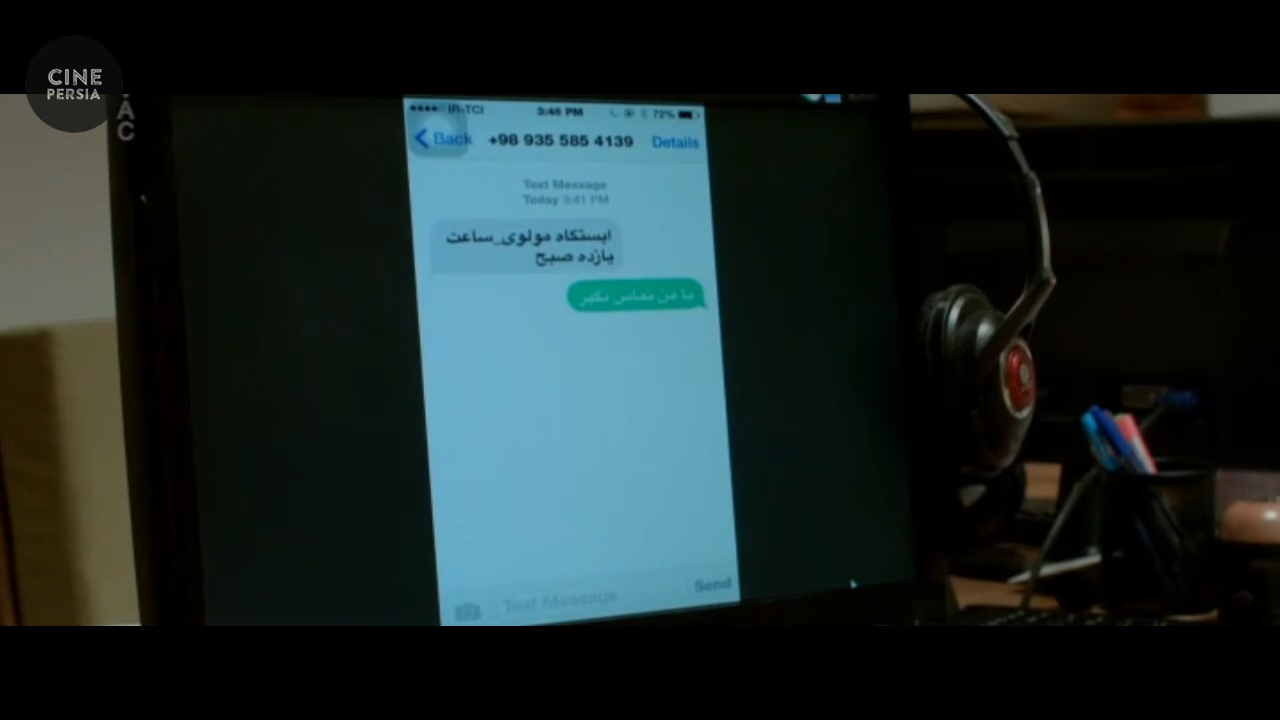 CINE
PERSIA
AC
IR-TCI 3:46 PM 72%
Back +98 935 585 4139 Details
Text Message
Today 3:41 PM
ایستگاه مولوی_ساعت
یازده صبح
با من تماس نگیر
Text Message Send